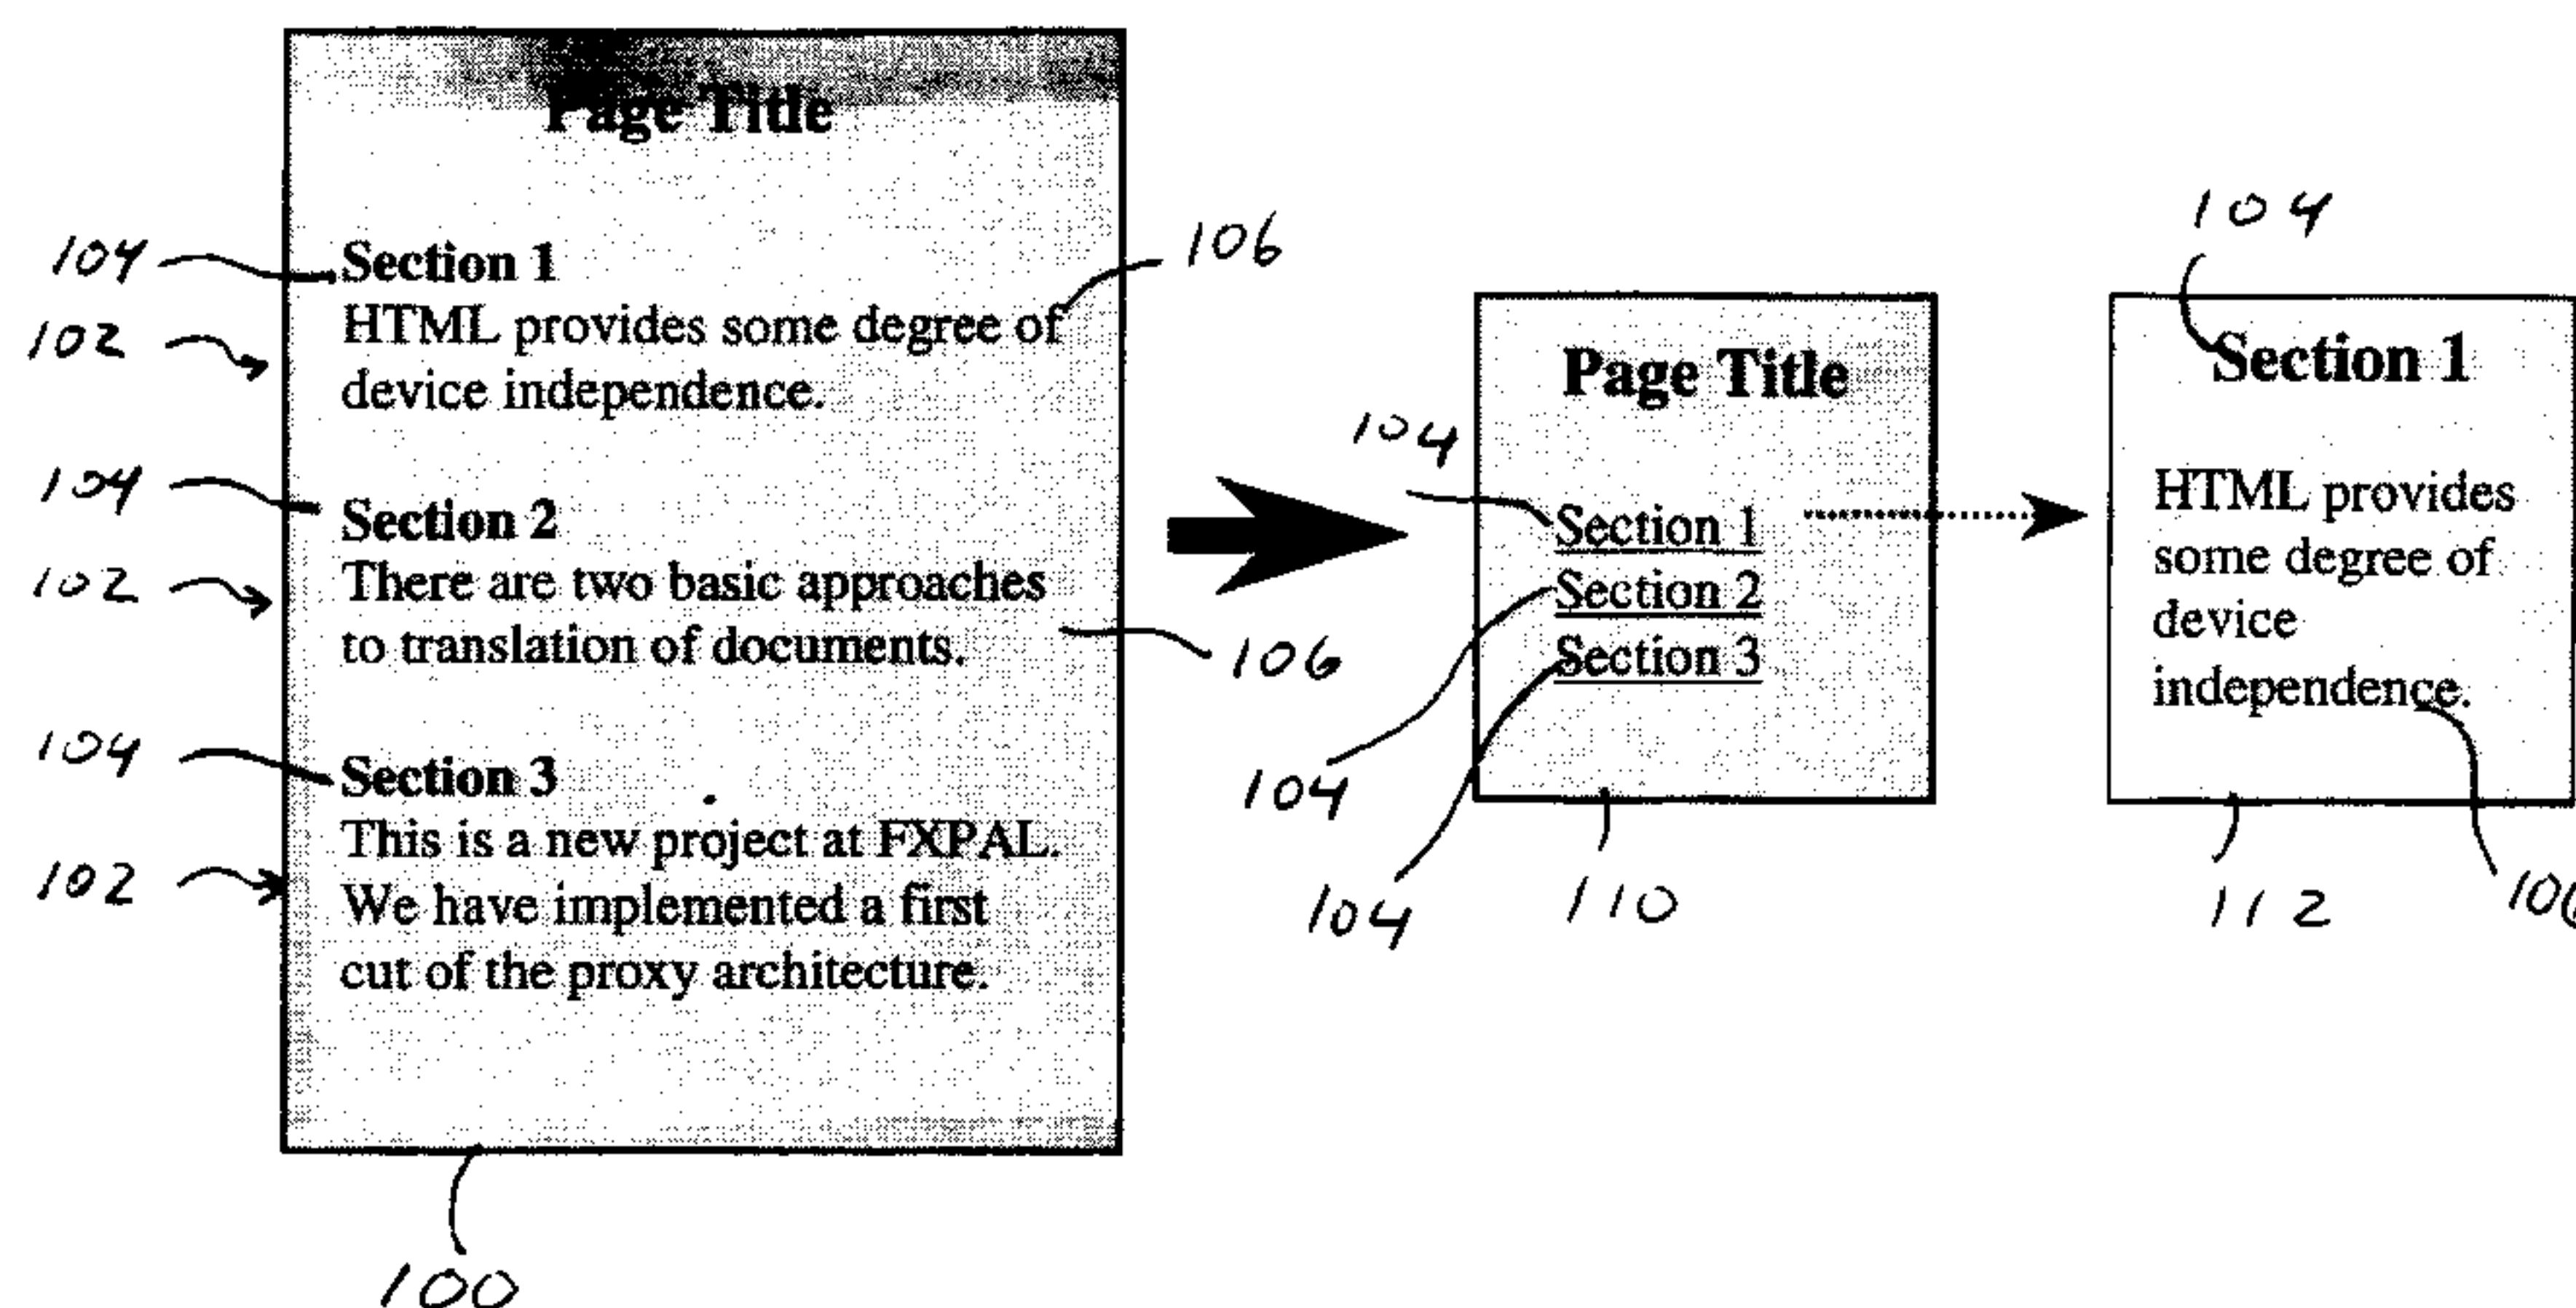 Page Title
104
Section 1
106
HTML provides some degree of
102
device independence.
104
Section 2
There are two basic approaches
102
to translation of documents.
106
104
Section 3
This is a new project at FXPAL.
102
We have implemented a first
cut of the proxy architecture.
100
Page Title
104
Section 1
Section 2
Section 3
104
104
110
104
Section 1
HTML provides
some degree of
device
independence.
112
106